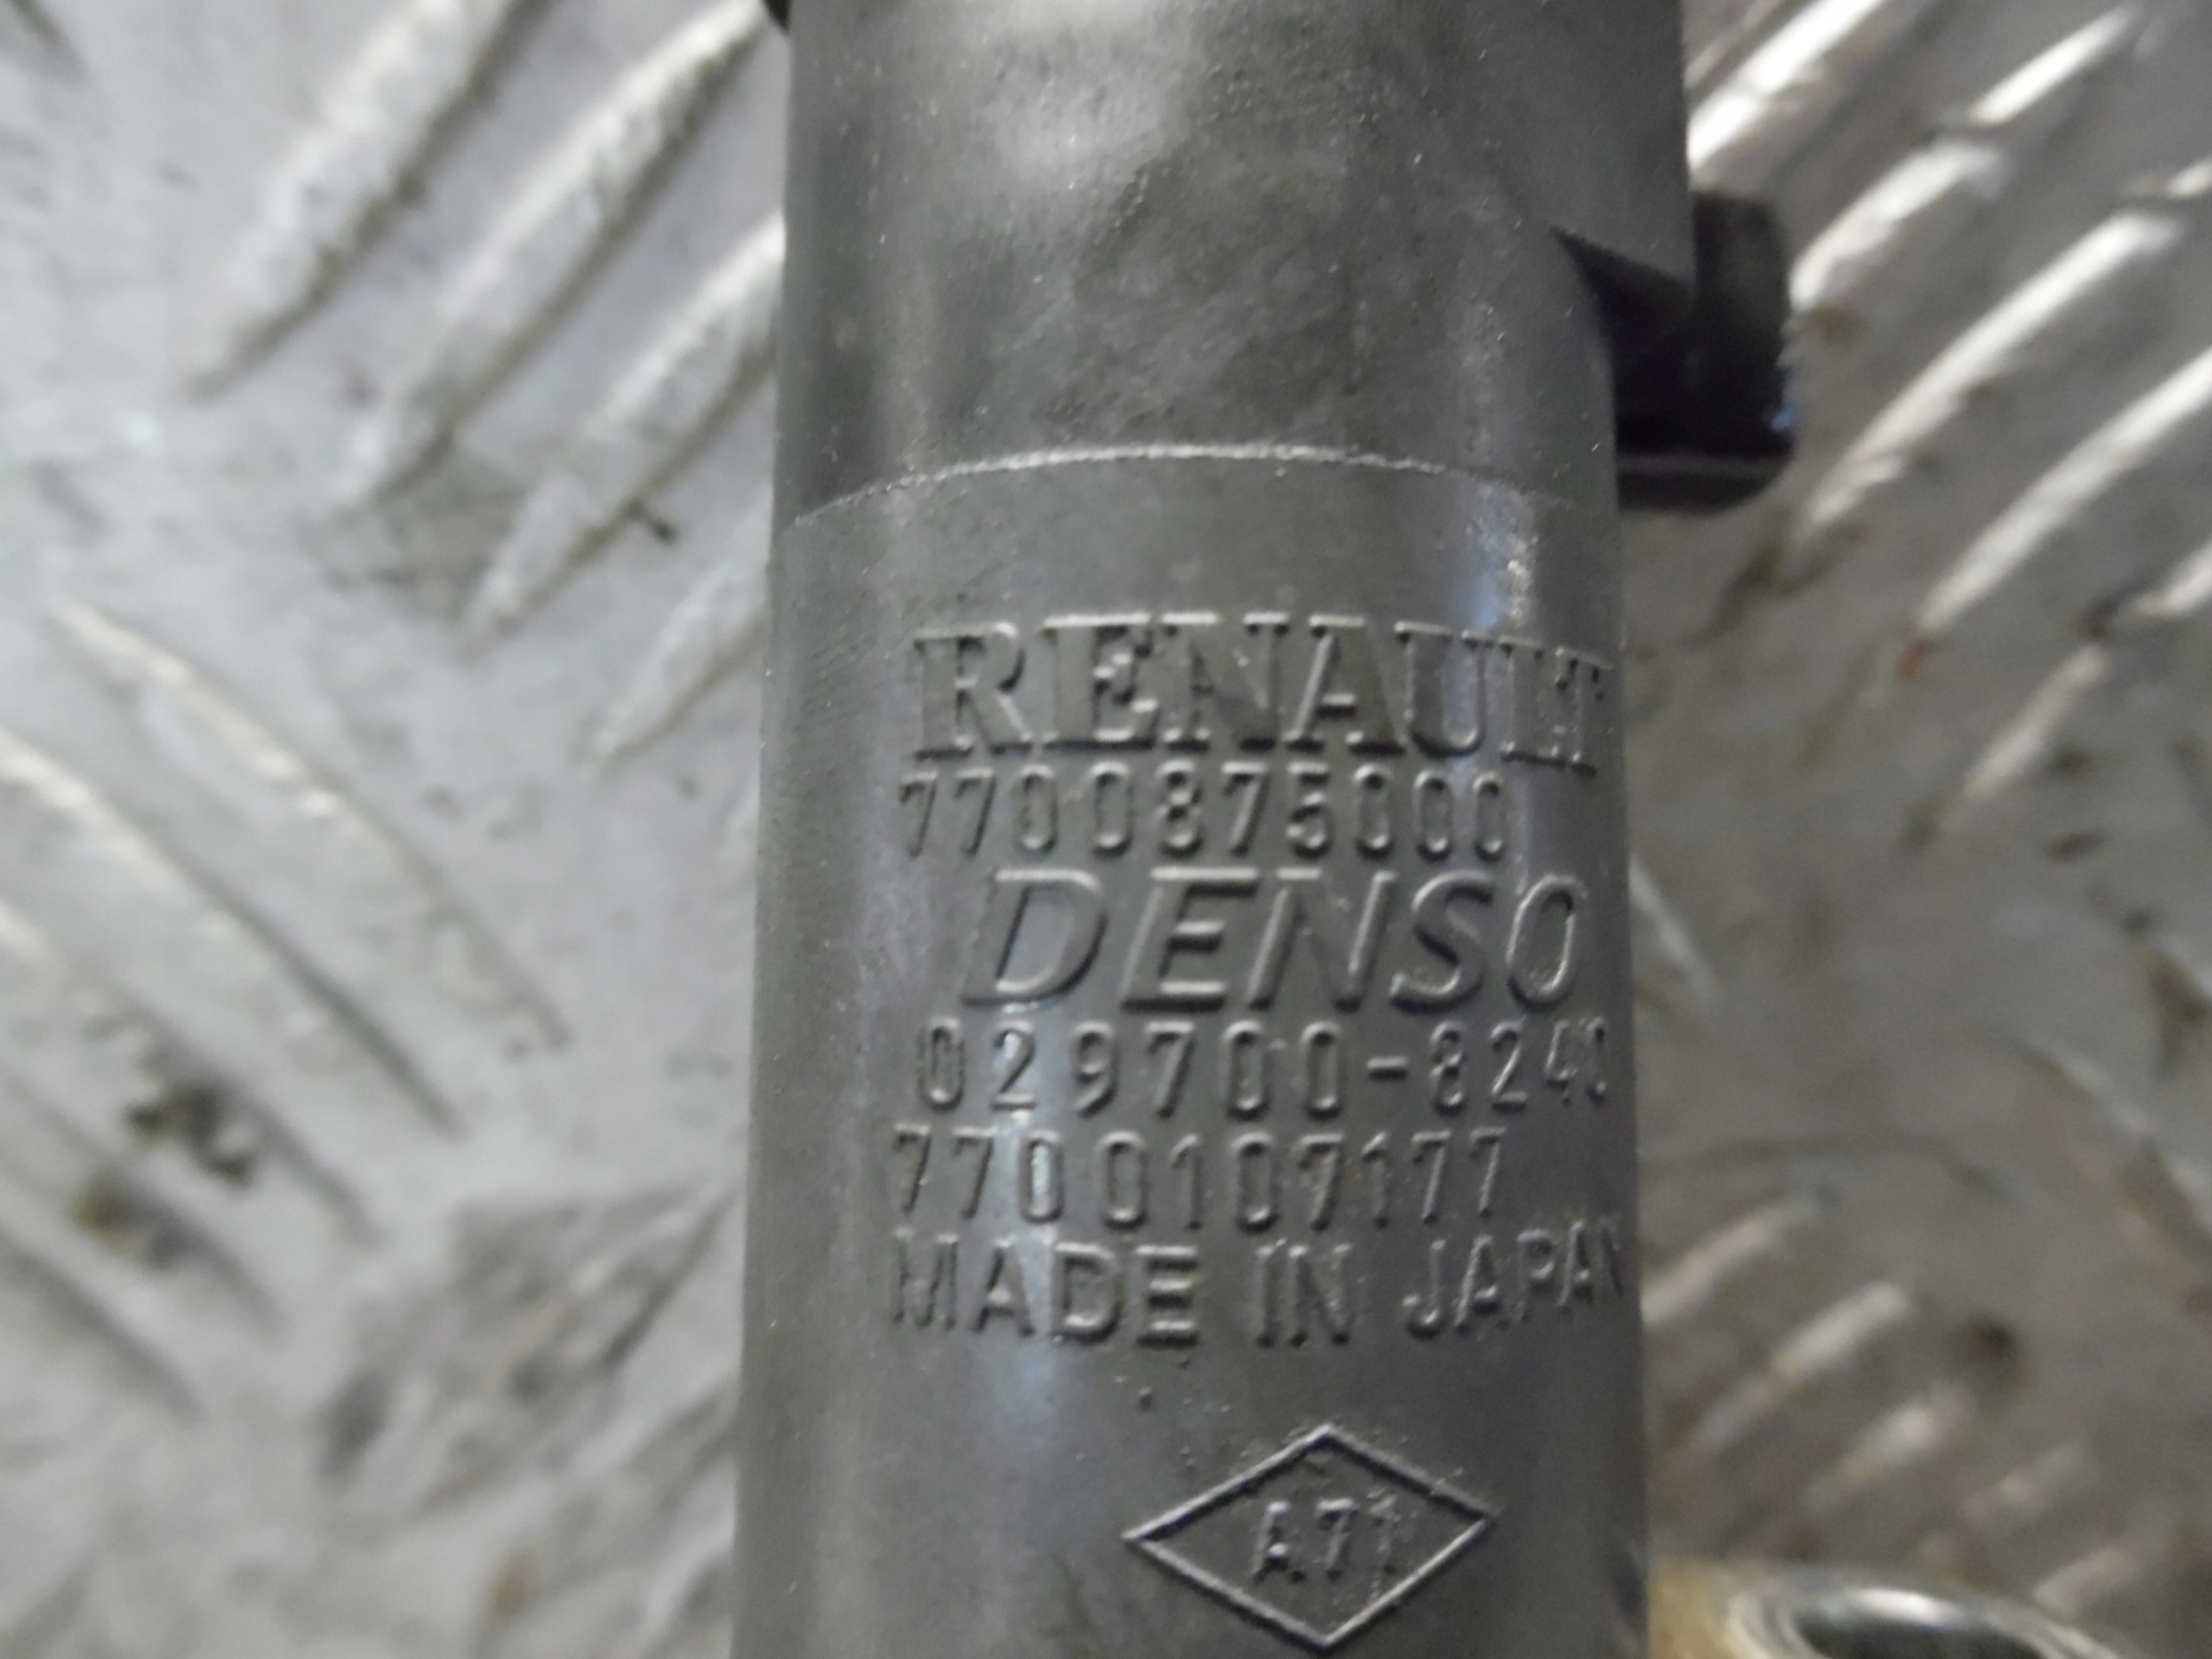 RENAULT
7700875000
DENSO
029700-8240
7700107177
MADE IN JAPAN
A71